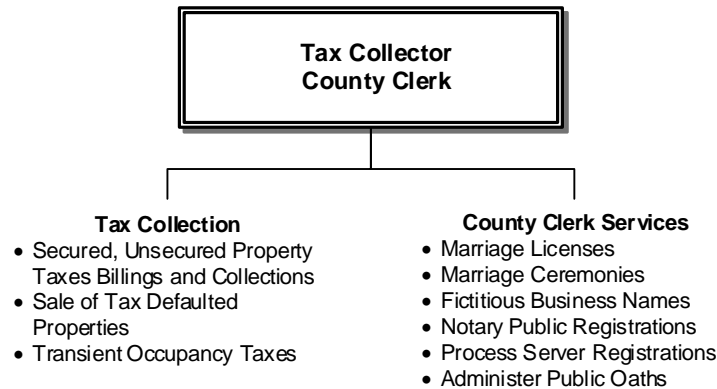 Tax Collector
County Clerk
Tax Collection
• Secured, Unsecured Property
Taxes Billings and Collections
• Sale of Tax Defaulted
Properties
• Transient Occupancy Taxes
County Clerk Services
• Marriage Licenses
• Marriage Ceremonies
• Fictitious Business Names
• Notary Public Registrations
• Process Server Registrations
• Administer Public Oaths